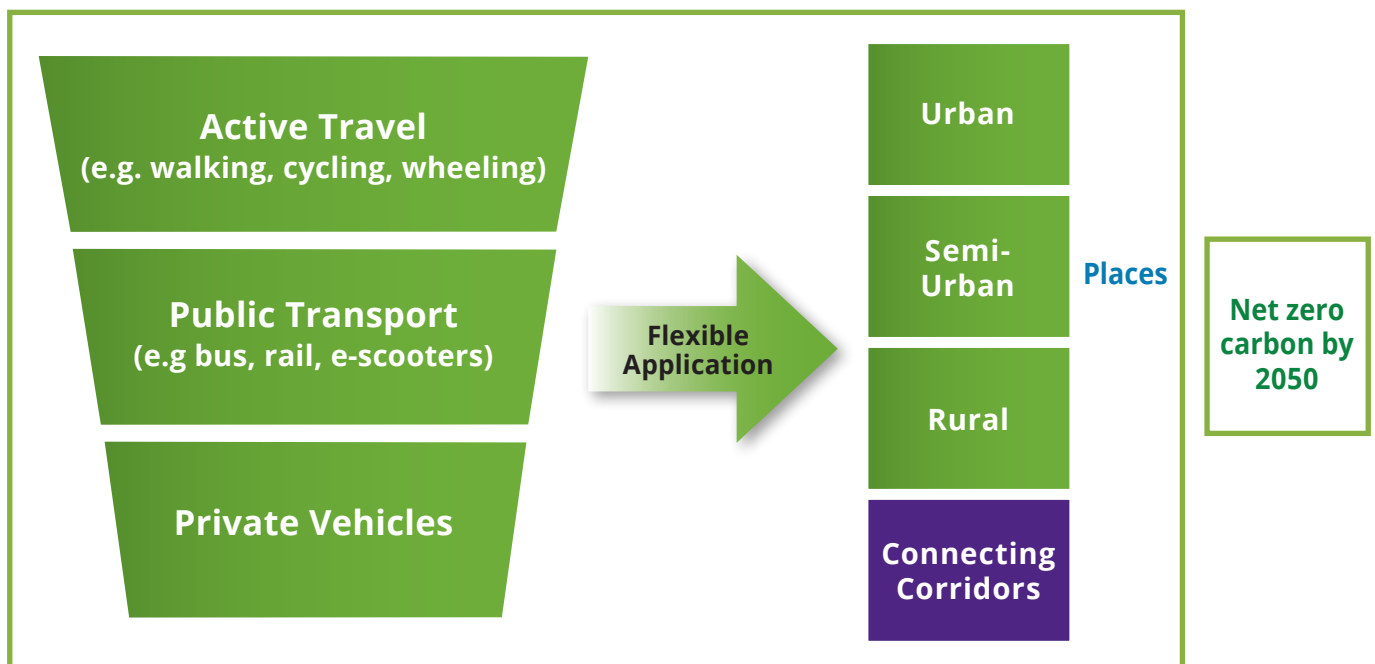 Active Travel
(e.g. walking, cycling, wheeling)
Public Transport
(e.g bus, rail, e-scooters)
Private Vehicles
Flexible
Application
Urban
Semi-
Urban
Rural
Connecting
Corridors
Places
Net zero
carbon by
2050